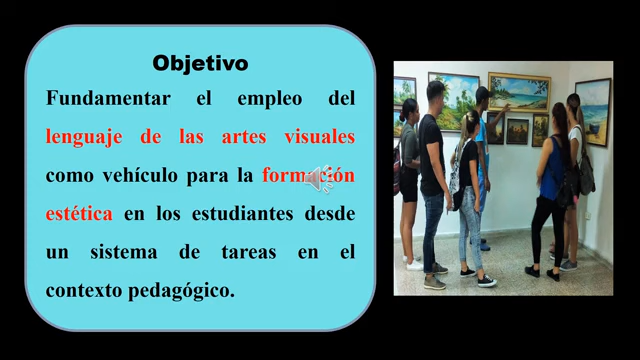 Objetivo
Fundamentar el empleo del
lenguaje de las artes visuales
como vehículo para la formación
estética en los estudiantes desde
un sistema de tareas en el
contexto pedagógico.